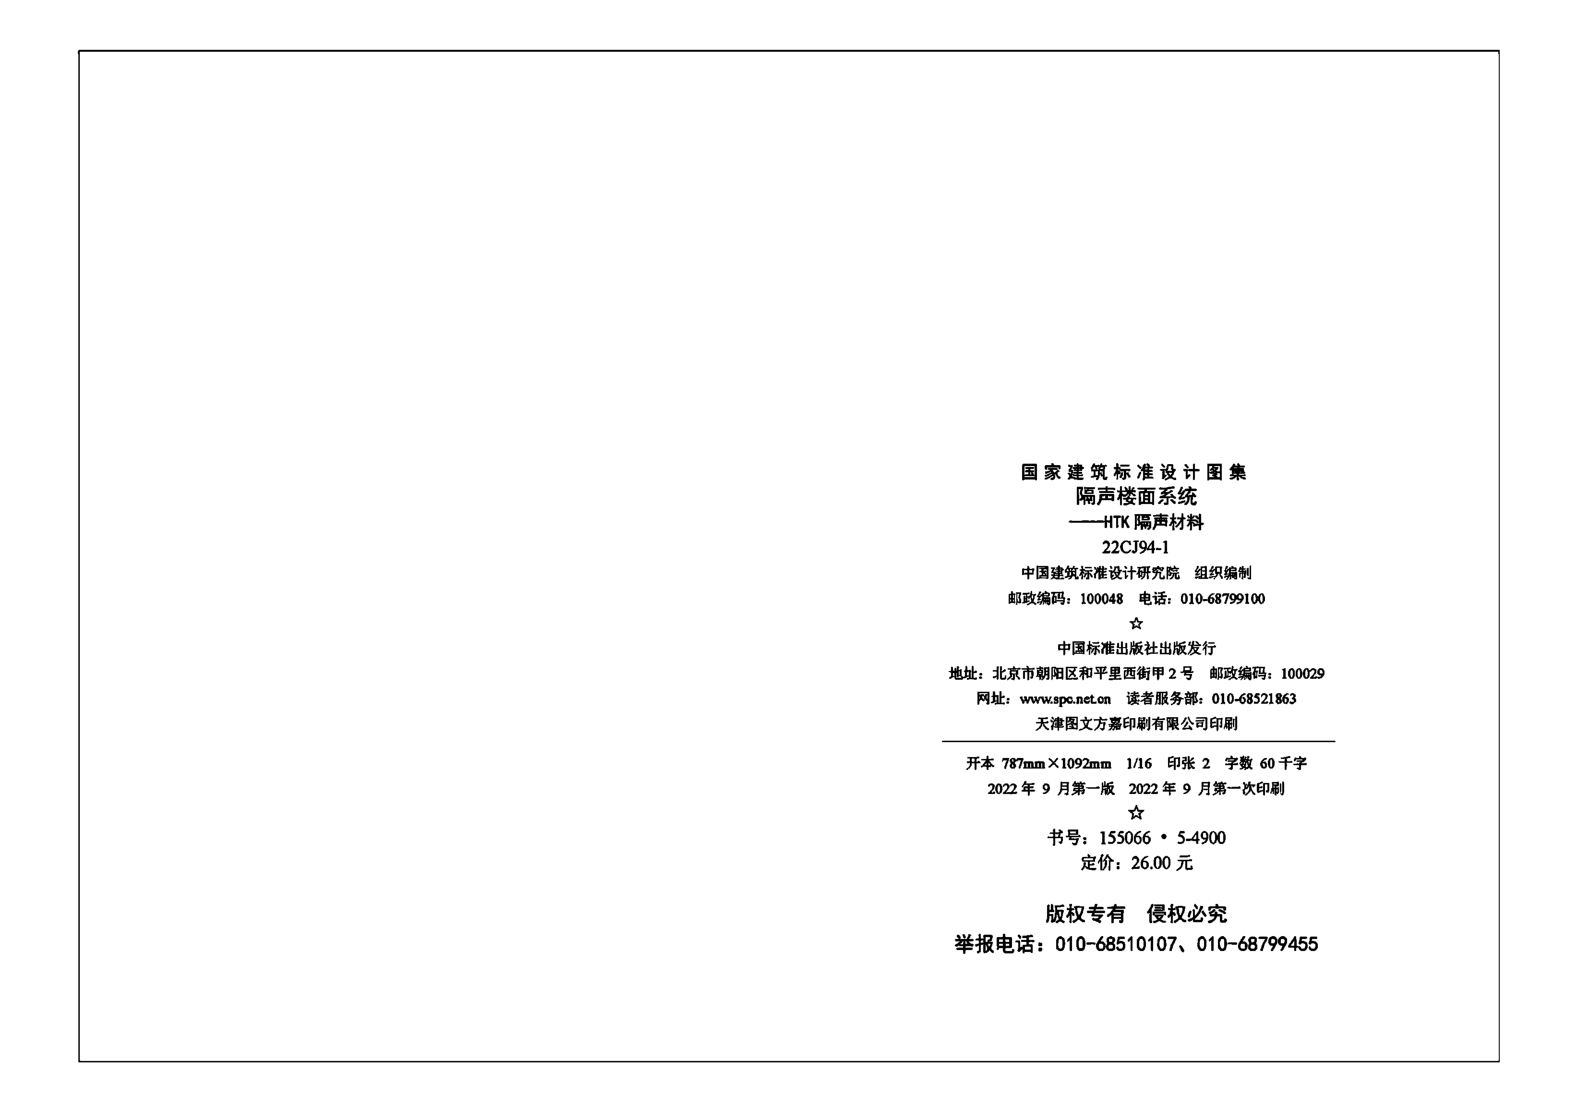 国家建筑标准设计图集
隔声楼面系统
——HTK 隔声材料
22CJ94-1
中国建筑标准设计研究院　组织编制
邮政编码：100048　电话：010-68799100
☆
中国标准出版社出版发行
地址：北京市朝阳区和平里西街甲 2 号　邮政编码：100029
网址：www.spc.net.cn　读者服务部：010-68521863
天津图文方嘉印刷有限公司印刷
开本 787mm×1092mm　1/16　印张 2　字数 60 千字
2022 年 9 月第一版　2022 年 9 月第一次印刷
☆
书号：155066 • 5-4900
定价：26.00 元
版权专有　侵权必究
举报电话：010-68510107、010-68799455